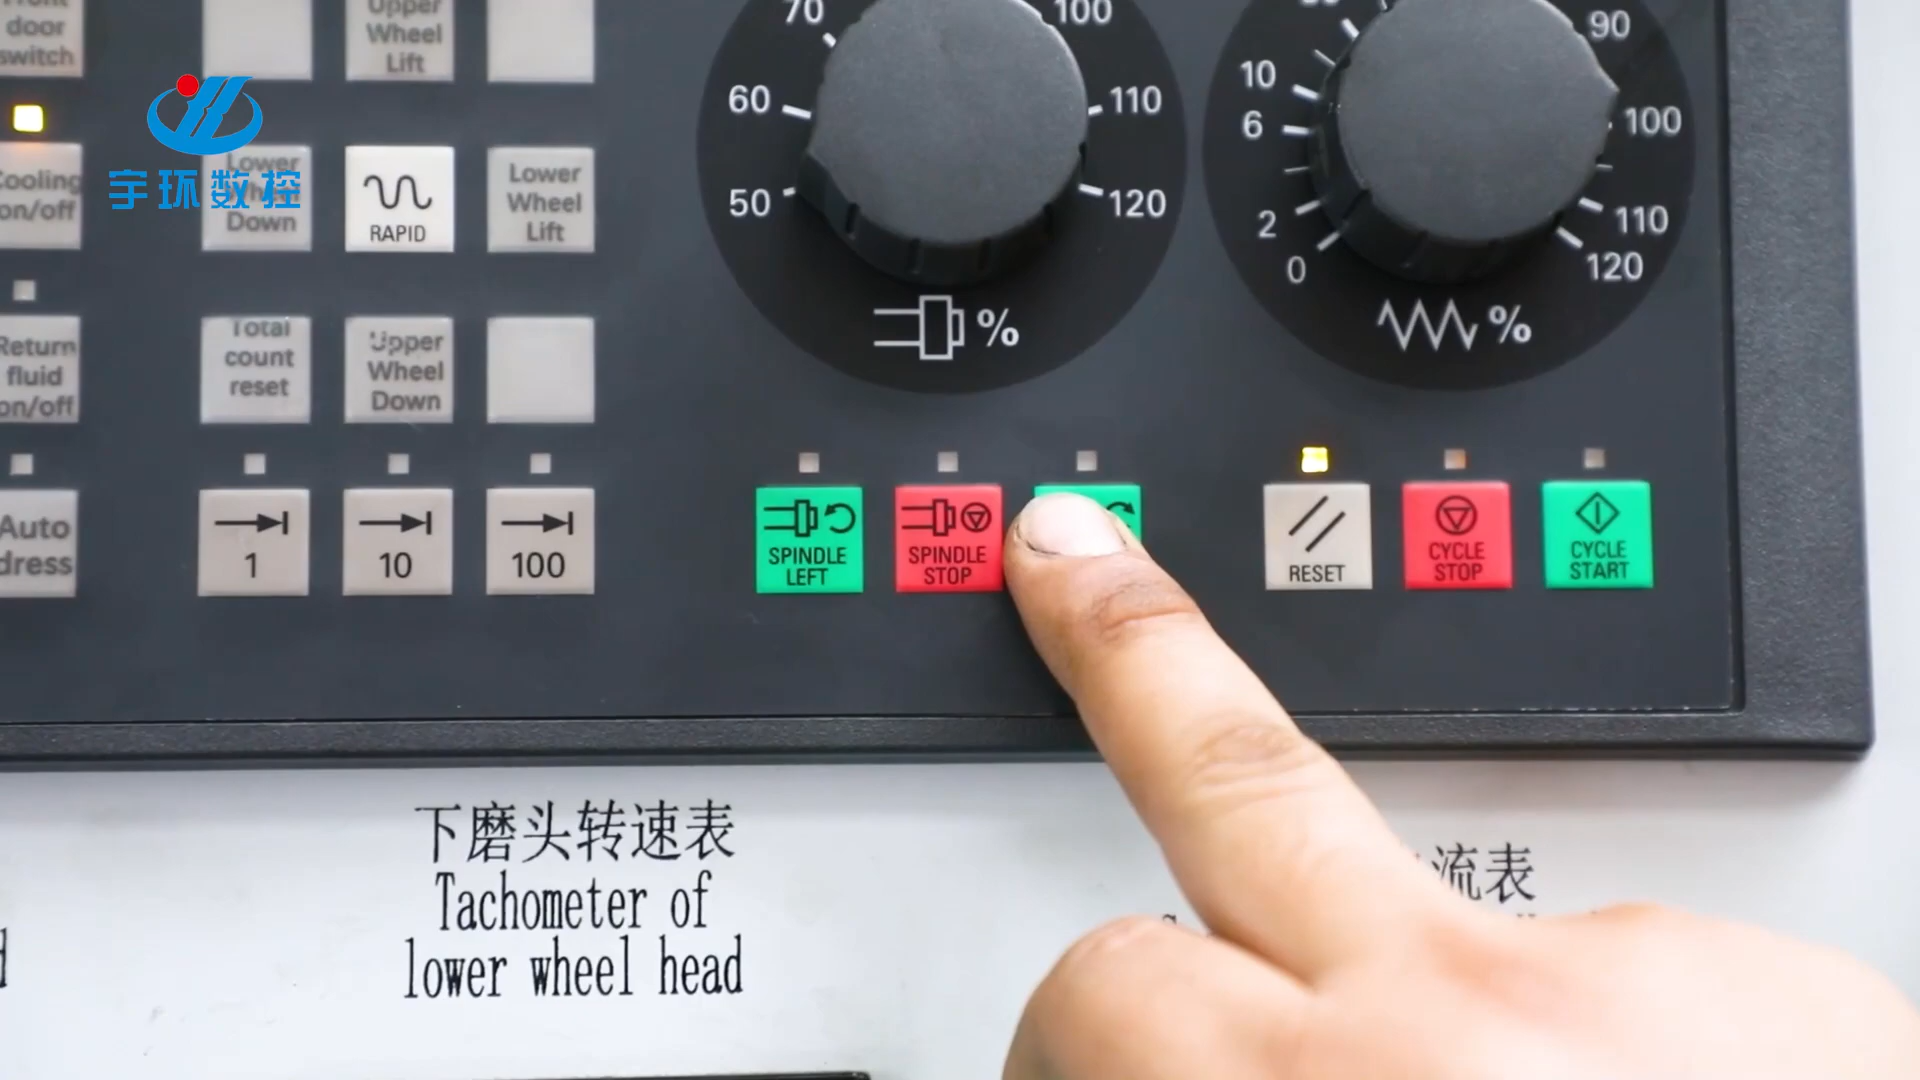 Front
door
switch
Upper
Wheel
Lift
宇环数控
Cooling
on/off
Lower
Wheel
Down
RAPID
Lower
Wheel
Lift
Return
fluid
on/off
Total
count
reset
Upper
Wheel
Down
Auto
dress
1
10
100
50
60
70
100
110
120
%
0
2
6
10
90
100
110
120
%
SPINDLE
LEFT
SPINDLE
STOP
RESET
CYCLE
STOP
CYCLE
START
下磨头转速表
Tachometer of
lower wheel head
流表